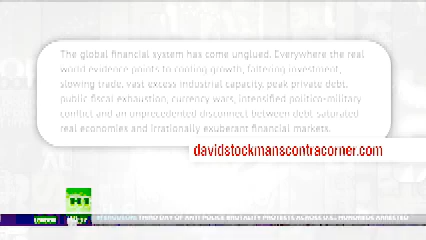 The global financial system has come unglued. Everywhere the real
world evidence points to cooling growth, faltering investment,
slowing trade, vast excess industrial capacity, peak private debt,
public fiscal exhaustion, currency wars, intensified politico-military
conflict and an unprecedented disconnect between debt saturated
real economies and irrationally exuberant financial markets.
davidstockmanscontracorner.com
LONDON
THIRD DAY OF ANTI-POLICE BRUTALITY PROTESTS ACROSS U.S. HUNDREDS ARRESTED